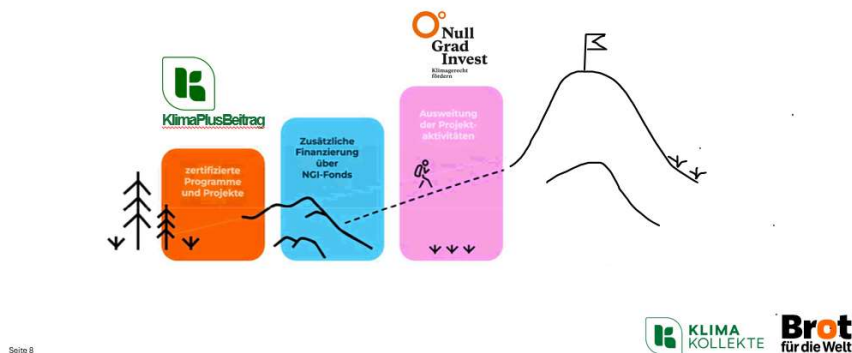 Null
Grad
Invest
Klimagerecht
fördern
KlimaPlusBeitrag
Ausweitung
der Projekt-
aktivitäten
Zusätzliche
Finanzierung
über
NGI-Fonds
zertifizierte
Programme
und Projekte
KLIMA
KOLLEKTE
Brot
für die Welt
Seite 8